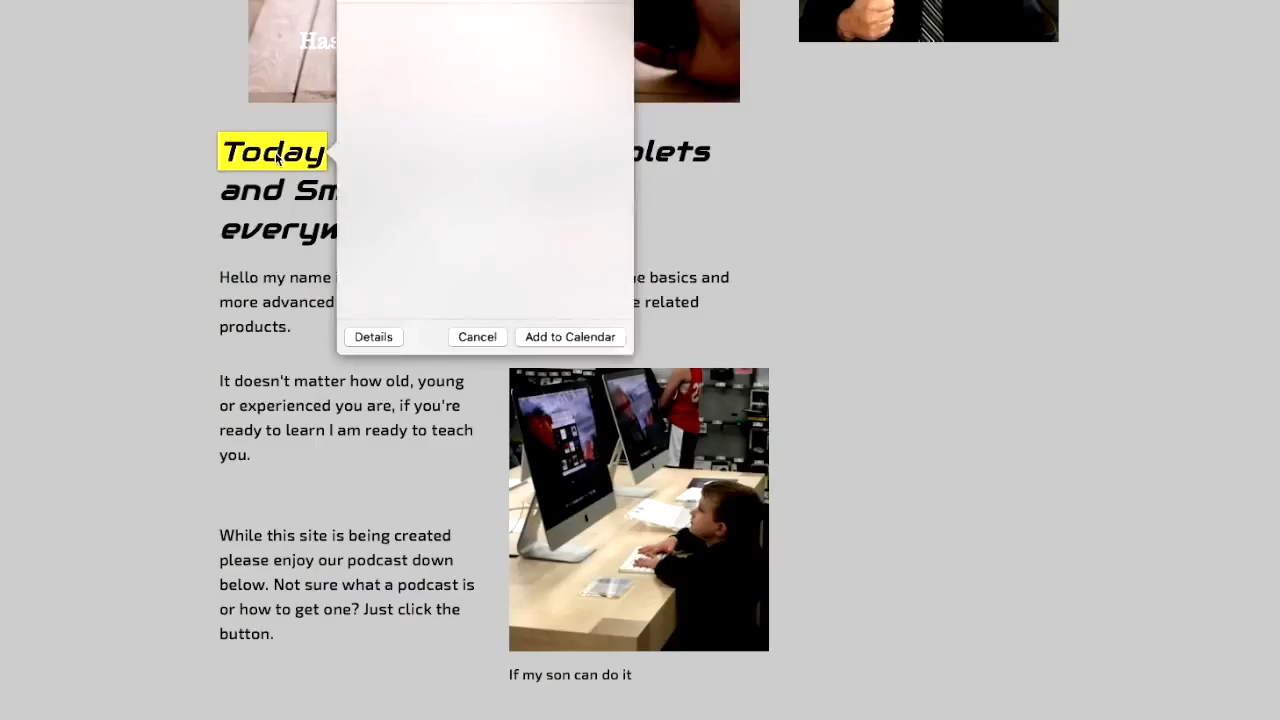 Today
olets
and Sm
everyw
Hello my name
e basics and
more advanced
e related
products.
Details
Cancel
Add to Calendar
It doesn't matter how old, young
or experienced you are, if you're
ready to learn I am ready to teach
you.
While this site is being created
please enjoy our podcast down
below. Not sure what a podcast is
or how to get one? Just click the
button.
If my son can do it